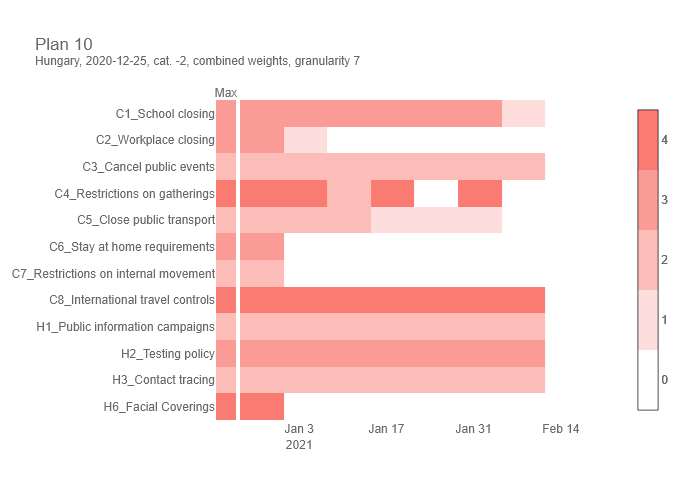 Plan 10
Hungary, 2020-12-25, cat. -2, combined weights, granularity 7
Max
C1_School closing
C2_Workplace closing
C3_Cancel public events
C4_Restrictions on gatherings
C5_Close public transport
C6_Stay at home requirements
C7_Restrictions on internal movement
C8_International travel controls
H1_Public information campaigns
H2_Testing policy
H3_Contact tracing
H6_Facial Coverings
Jan 3
2021
Jan 17
Jan 31
Feb 14
4
3
2
1
0